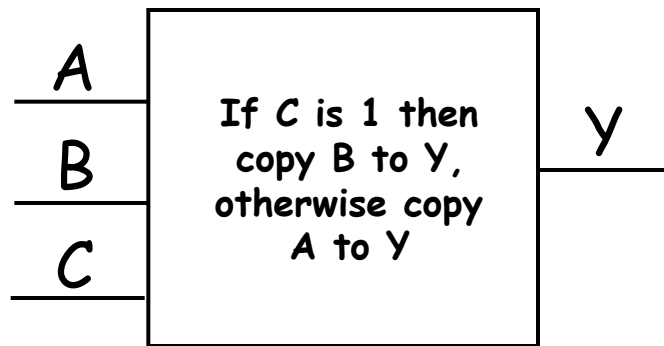 A
B
C
If C is 1 then
copy B to Y,
otherwise copy
A to Y
Y